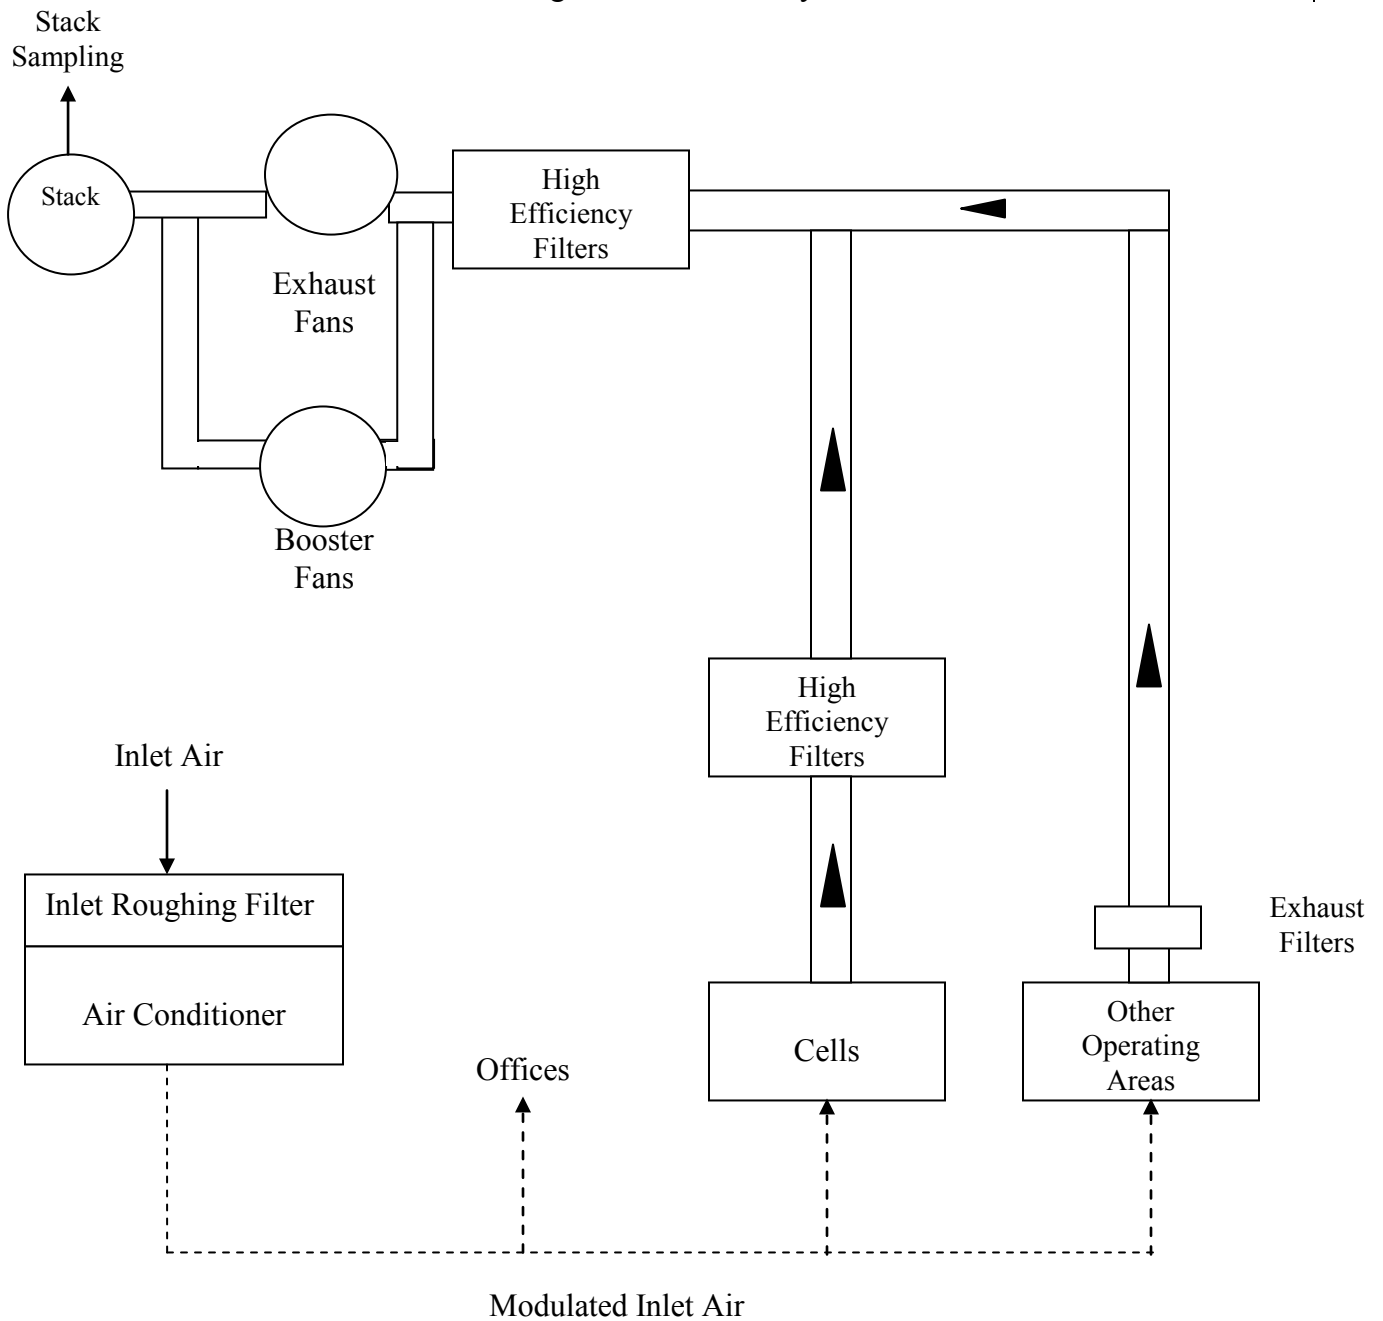 Stack
Sampling
Stack
High
Efficiency
Filters
Exhaust
Fans
Booster
Fans
High
Efficiency
Filters
Inlet Air
Inlet Roughing Filter
Air Conditioner
Exhaust
Filters
Offices
Cells
Other
Operating
Areas
Modulated Inlet Air